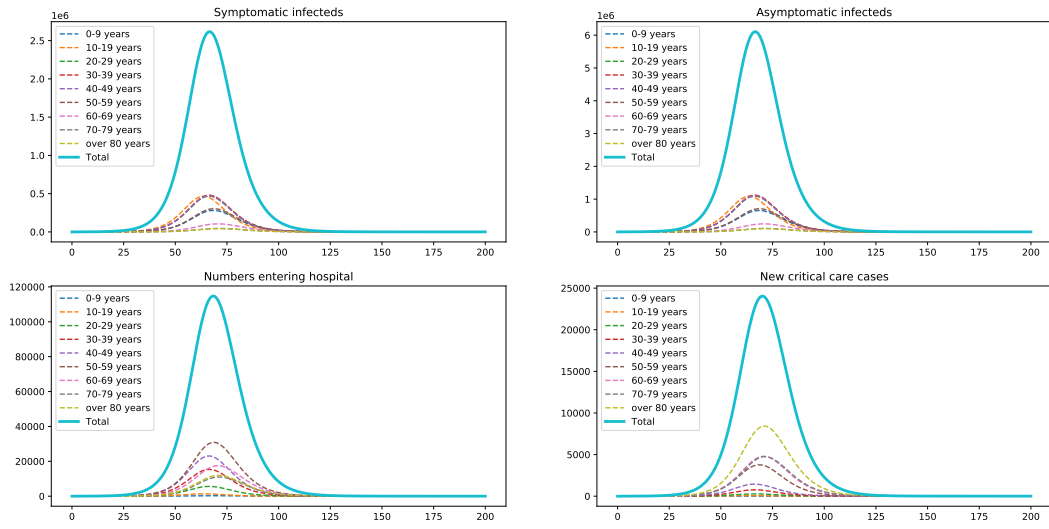 Symptomatic infecteds
1e6
2.5
2.0
1.5
1.0
0.5
0.0
0-9 years
10-19 years
20-29 years
30-39 years
40-49 years
50-59 years
60-69 years
70-79 years
over 80 years
Total
0 25 50 75 100 125 150 175 200
Asymptomatic infecteds
1e6
6
5
4
3
2
1
0
0-9 years
10-19 years
20-29 years
30-39 years
40-49 years
50-59 years
60-69 years
70-79 years
over 80 years
Total
0 25 50 75 100 125 150 175 200
Numbers entering hospital
120000
100000
80000
60000
40000
20000
0
0-9 years
10-19 years
20-29 years
30-39 years
40-49 years
50-59 years
60-69 years
70-79 years
over 80 years
Total
0 25 50 75 100 125 150 175 200
New critical care cases
25000
20000
15000
10000
5000
0
0-9 years
10-19 years
20-29 years
30-39 years
40-49 years
50-59 years
60-69 years
70-79 years
over 80 years
Total
0 25 50 75 100 125 150 175 200